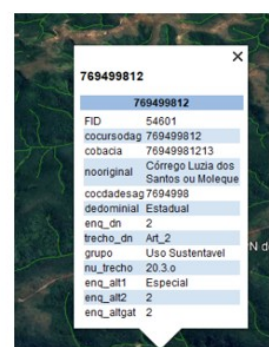 ×
769499812
769499812
FID 54601
cocursodag 769499812
cobacia 76949981213
nooriginal Córrego Luzia dos
Santos ou Moleque
cocdadesag 7694998
dedominial Estadual
enq_dn 2
trecho_dn Art_2
grupo Uso Sustentavel
nu_trecho 20.3.o
enq_alt1 Especial
enq_alt2 2
enq_altgat 2